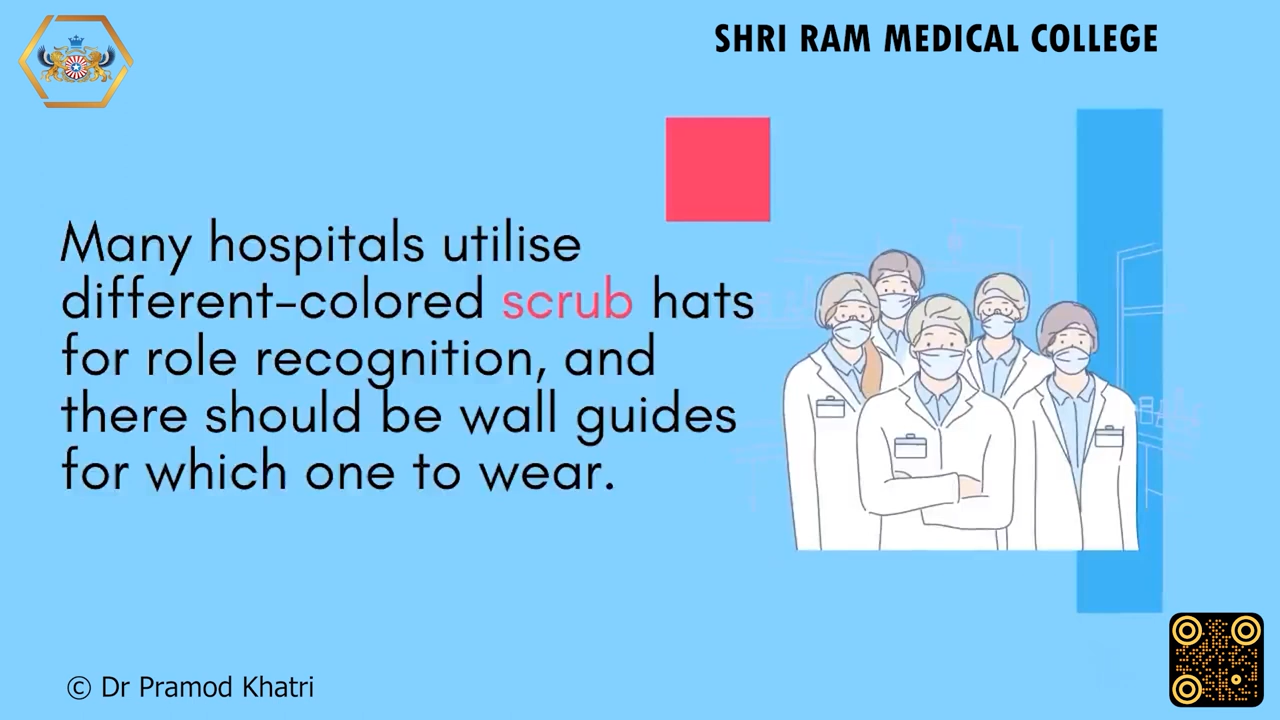 SHRI RAM MEDICAL COLLEGE
Many hospitals utilise
different-colored scrub hats
for role recognition, and
there should be wall guides
for which one to wear.
© Dr Pramod Khatri